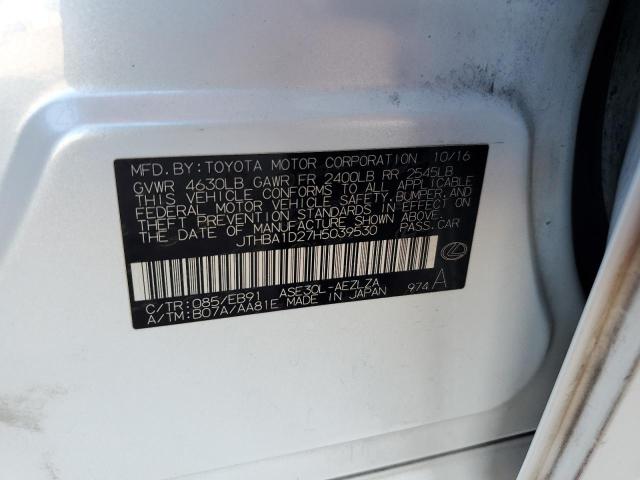 MFD. BY: TOYOTA MOTOR CORPORATION 10/16
GVWR 4630LB GAWR FR 2400LB RR 2545LB
THIS VEHICLE CONFORMS TO ALL APPLICABLE
FEDERAL MOTOR VEHICLE SAFETY, BUMPER, AND
THEFT PREVENTION STANDARDS IN EFFECT ON
THE DATE OF MANUFACTURE SHOWN ABOVE.
JTHBA1D27H5039530 PASS. CAR
C/TR: 085/EB91 ASE30L-AEZLZA
A/TM: B07A/AA81E MADE IN JAPAN 974 A